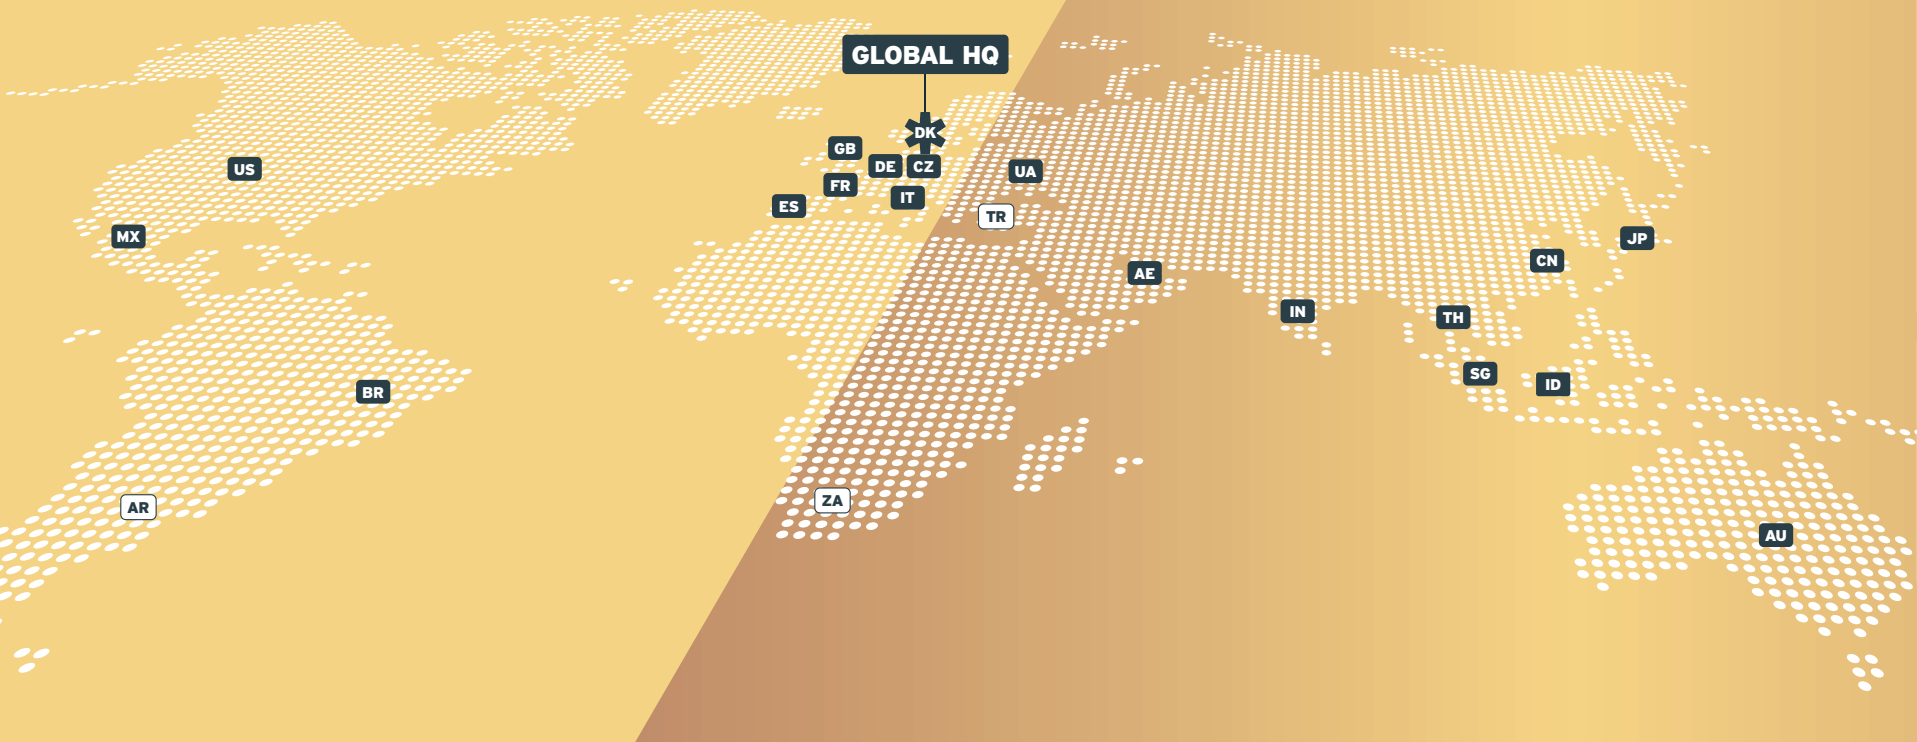 GLOBAL HQ
DK
GB
DE
CZ
US
UA
FR
IT
ES
TR
MX
JP
CN
AE
IN
TH
SG
ID
BR
ZA
AR
AU